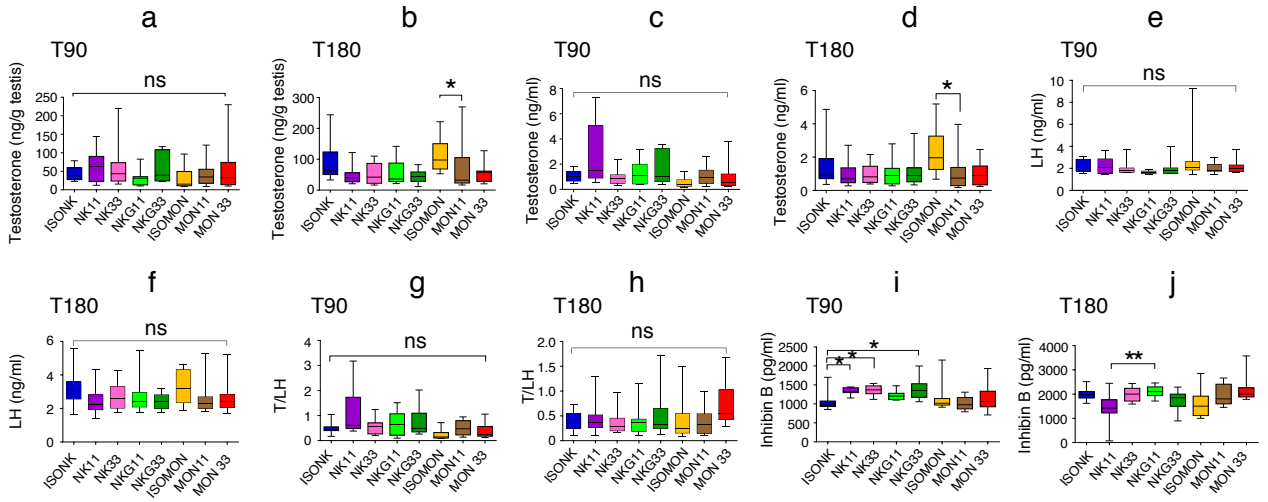 a
T90
ns
Testosterone (ng/g testis)
250
200
150
100
50
0
ISONK
NK11
NK33
NKG11
NKG33
ISOMON
MON11
MON 33
b
T180
*
Testosterone (ng/g testis)
300
200
100
0
ISONK
NK11
NK33
NKG11
NKG33
ISOMON
MON11
MON 33
c
T90
ns
Testosterone (ng/ml)
8
6
4
2
0
ISONK
NK11
NK33
NKG11
NKG33
ISOMON
MON11
MON 33
d
T180
*
Testosterone (ng/ml)
6
4
2
0
ISONK
NK11
NK33
NKG11
NKG33
ISOMON
MON11
MON 33
e
T90
ns
LH (ng/ml)
10
8
6
4
2
0
ISONK
NK11
NK33
NKG11
NKG33
ISOMON
MON11
MON 33
f
T180
ns
LH (ng/ml)
6
4
2
0
ISONK
NK11
NK33
NKG11
NKG33
ISOMON
MON11
MON 33
g
T90
ns
T/LH
4
3
2
1
0
ISONK
NK11
NK33
NKG11
NKG33
ISOMON
MON11
MON 33
h
T180
ns
T/LH
2.0
1.5
1.0
0.5
0.0
ISONK
NK11
NK33
NKG11
NKG33
ISOMON
MON11
MON 33
i
T90
*
*
*
Inhibin B (pg/ml)
2500
2000
1500
1000
500
0
ISONK
NK11
NK33
NKG11
NKG33
ISOMON
MON11
MON 33
j
T180
**
Inhibin B (pg/ml)
4000
3000
2000
1000
0
ISONK
NK11
NK33
NKG11
NKG33
ISOMON
MON11
MON 33